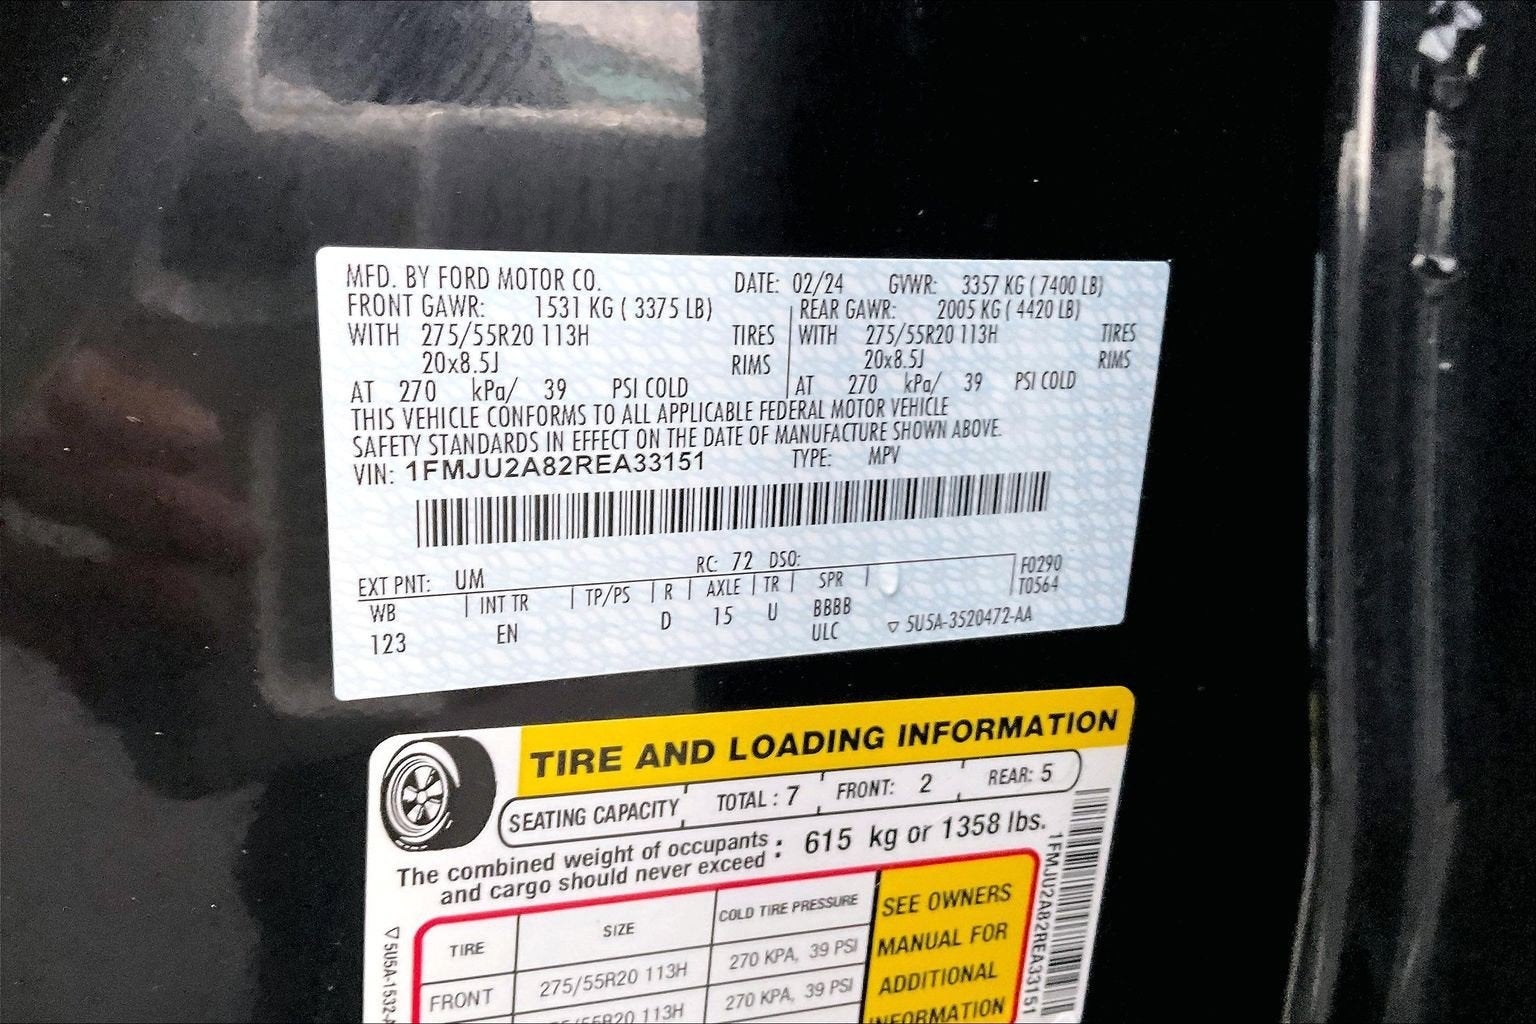 MFD. BY FORD MOTOR CO. DATE: 02/24 GVWR: 3357 KG ( 7400 LB)
FRONT GAWR: 1531 KG ( 3375 LB) REAR GAWR: 2005 KG ( 4420 LB)
WITH 275/55R20 113H TIRES WITH 275/55R20 113H TIRES
20x8.5J RIMS 20x8.5J RIMS
AT 270 kPa/ 39 PSI COLD AT 270 kPa/ 39 PSI COLD
THIS VEHICLE CONFORMS TO ALL APPLICABLE FEDERAL MOTOR VEHICLE
SAFETY STANDARDS IN EFFECT ON THE DATE OF MANUFACTURE SHOWN ABOVE.
VIN: 1FMJU2A82REA33151 TYPE: MPV
EXT PNT: UM RC: 72 DSO: F0290
WB INT TR TP/PS R AXLE TR SPR T0564
123 EN D 15 U BBBB
ULC ▽ 5U5A-3520472-AA
TIRE AND LOADING INFORMATION
SEATING CAPACITY TOTAL : 7 FRONT: 2 REAR: 5
The combined weight of occupants
and cargo should never exceed : 615 kg or 1358 lbs.
TIRE SIZE COLD TIRE PRESSURE
FRONT 275/55R20 113H 270 KPA, 39 PSI
/55R20 113H 270 KPA, 39 PSI
SEE OWNERS
MANUAL FOR
ADDITIONAL
INFORMATION
1FMJU2A82REA33151
▽ 5U5A-1532-